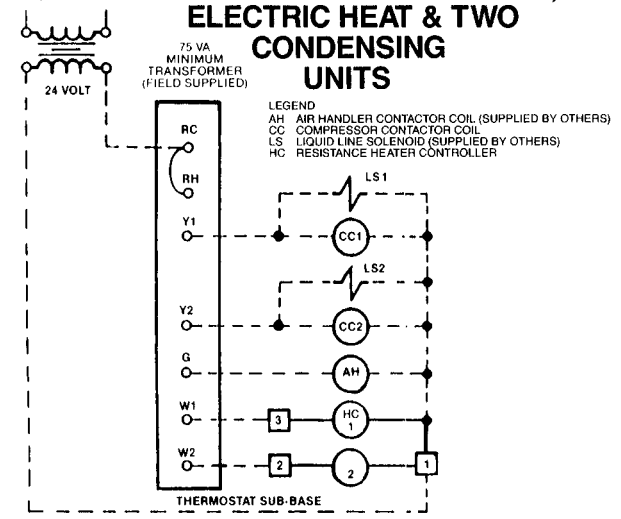 ELECTRIC HEAT & TWO
CONDENSING
UNITS
75 VA
MINIMUM
TRANSFORMER
(FIELD SUPPLIED)
24 VOLT
LEGEND
AH AIR HANDLER CONTACTOR COIL (SUPPLIED BY OTHERS)
CC COMPRESSOR CONTACTOR COIL
LS LIQUID LINE SOLENOID (SUPPLIED BY OTHERS)
HC RESISTANCE HEATER CONTROLLER
RC
RH
LS1
Y1
CC1
LS2
Y2
CC2
G
AH
W1
3
HC
1
W2
2
2
1
THERMOSTAT SUB-BASE